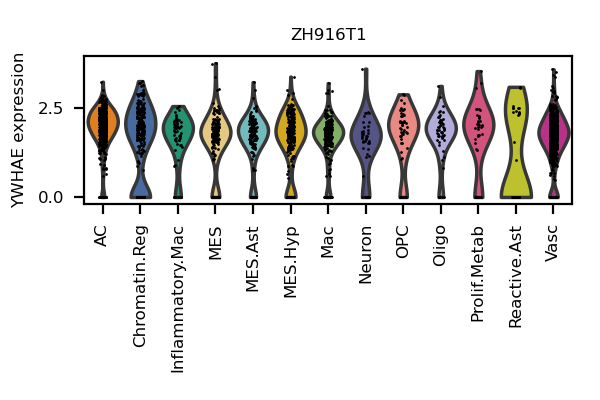 ZH916T1
YWHAE expression
2.5
0.0
AC
Chromatin.Reg
Inflammatory.Mac
MES
MES.Ast
MES.Hyp
Mac
Neuron
OPC
Oligo
Prolif.Metab
Reactive.Ast
Vasc